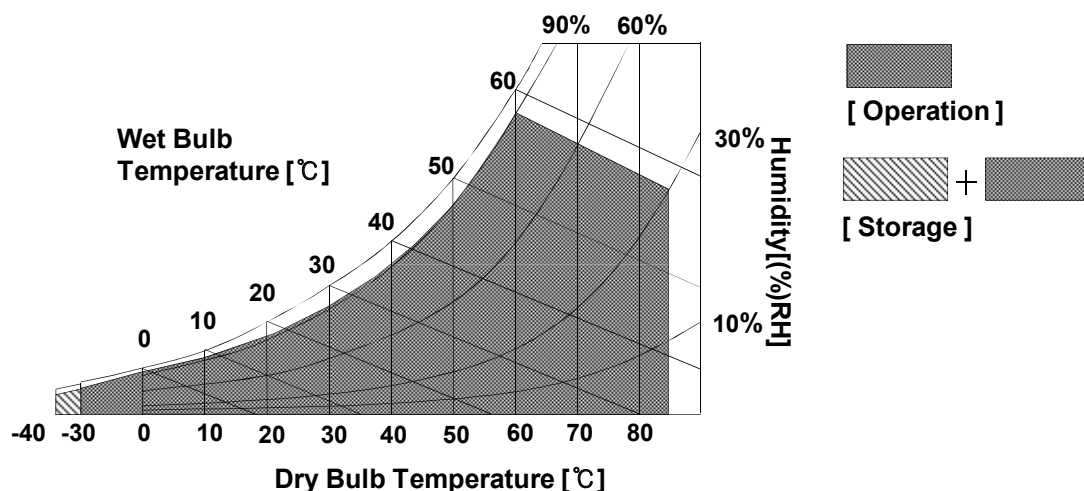 90% 60%
60
[ Operation ]
Wet Bulb
Temperature [℃]
30%
50
Humidity[(%)RH]
[ Storage ]
40
30
20
10
0
10%
-40 -30 0 10 20 30 40 50 60 70 80
Dry Bulb Temperature [℃]
+